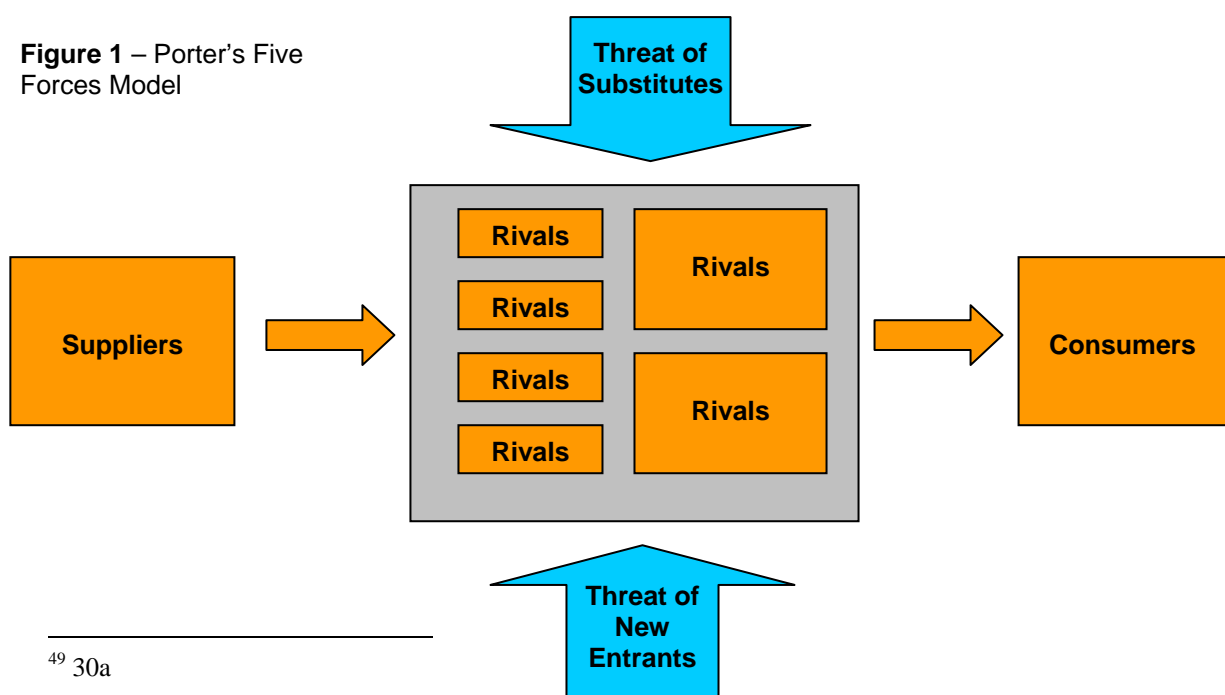 Figure 1 – Porter's Five
Forces Model
Threat of
Substitutes
Rivals
Rivals
Rivals
Suppliers
Consumers
Rivals
Rivals
Rivals
Threat of
New
Entrants
49 30a